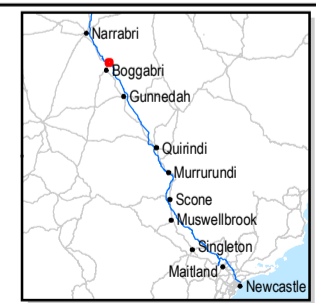 Narrabri
Boggabri
Gunnedah
Quirindi
Murrurundi
Scone
Muswellbrook
Singleton
Maitland
Newcastle